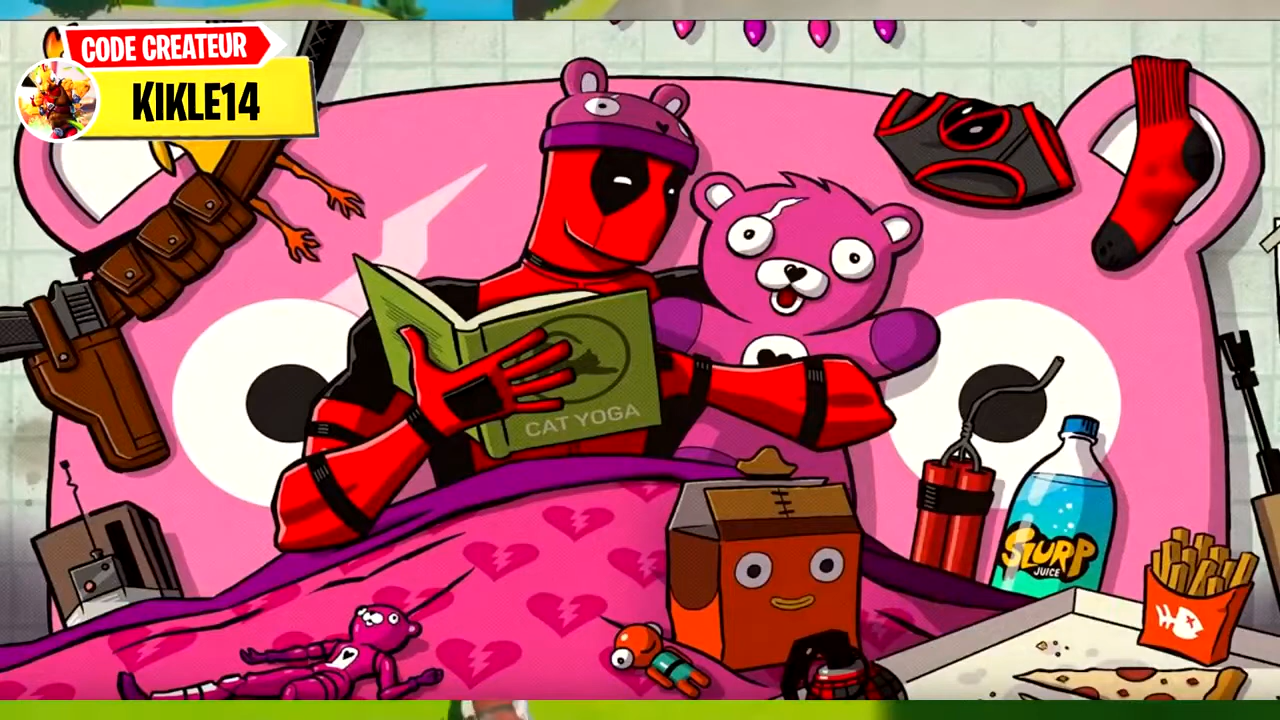 CODE CREATEUR
KIKLE14
CAT YOGA
SLURP
JUICE